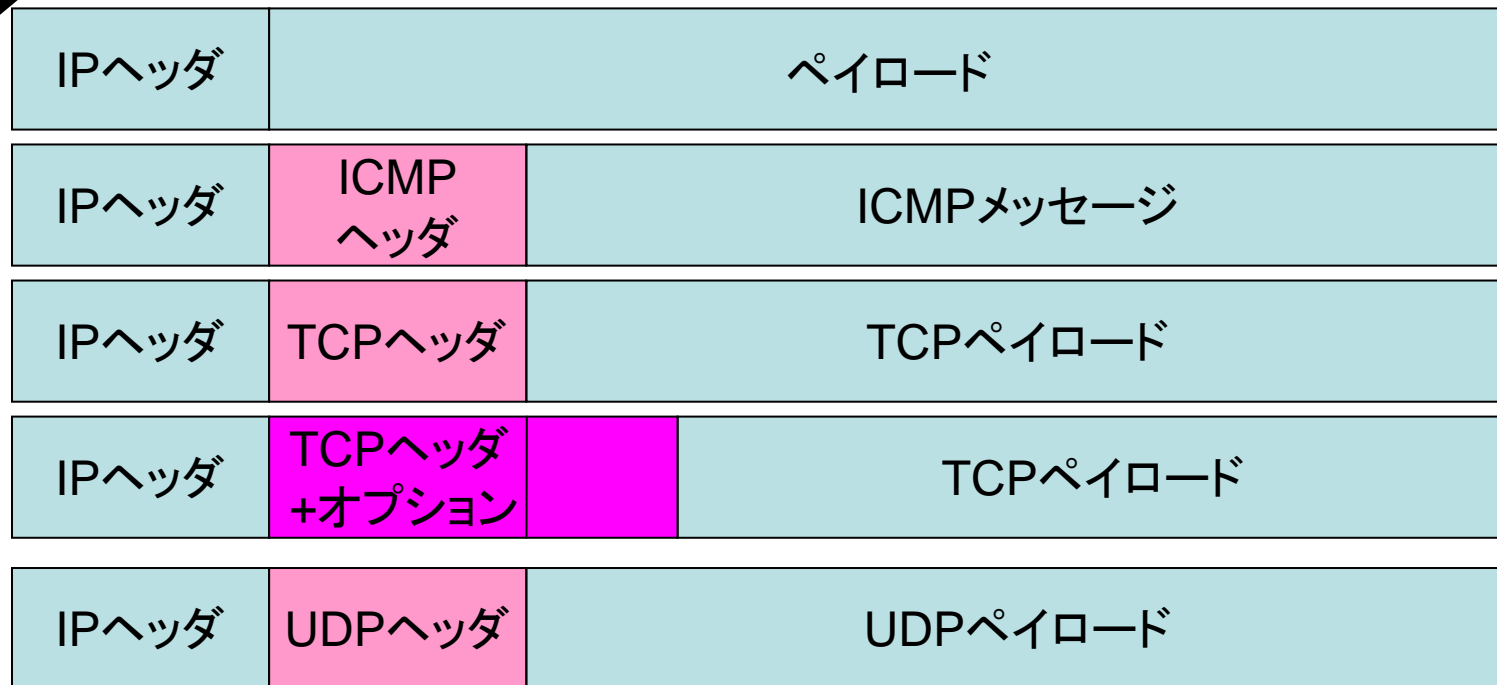 IPヘッダ
ペイロード
IPヘッダ
ICMP
ヘッダ
ICMPメッセージ
IPヘッダ
TCPヘッダ
TCPペイロード
IPヘッダ
TCPヘッダ
+オプション
TCPペイロード
IPヘッダ
UDPヘッダ
UDPペイロード